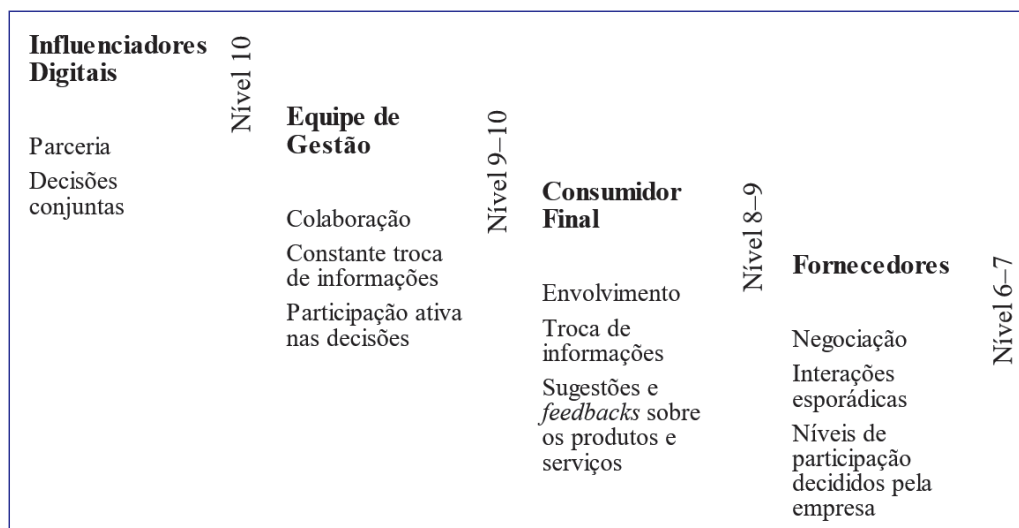 Influenciadores
Digitais
Nível 10
Parceria
Decisões
conjuntas
Equipe de
Gestão
Nível 9–10
Colaboração
Constante troca
de informações
Participação ativa
nas decisões
Consumidor
Final
Nível 8–9
Envolvimento
Troca de
informações
Sugestões e
feedbacks sobre
os produtos e
serviços
Fornecedores
Nível 6–7
Negociação
Interações
esporádicas
Níveis de
participação
decididos pela
empresa